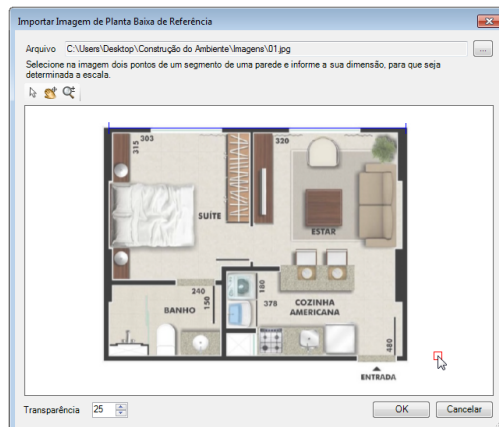 Importar Imagem de Planta Baixa de Referência
Arquivo C:\Users\Desktop\Construção do Ambiente\Imagens\01.jpg ...
Selecione na imagem dois pontos de um segmento de uma parede e informe a sua dimensão, para que seja
determinada a escala.
303
315
320
SUÍTE
ESTAR
240
150
180
BANHO
378
COZINHA
AMERICANA
480
ENTRADA
Transparência 25
OK Cancelar